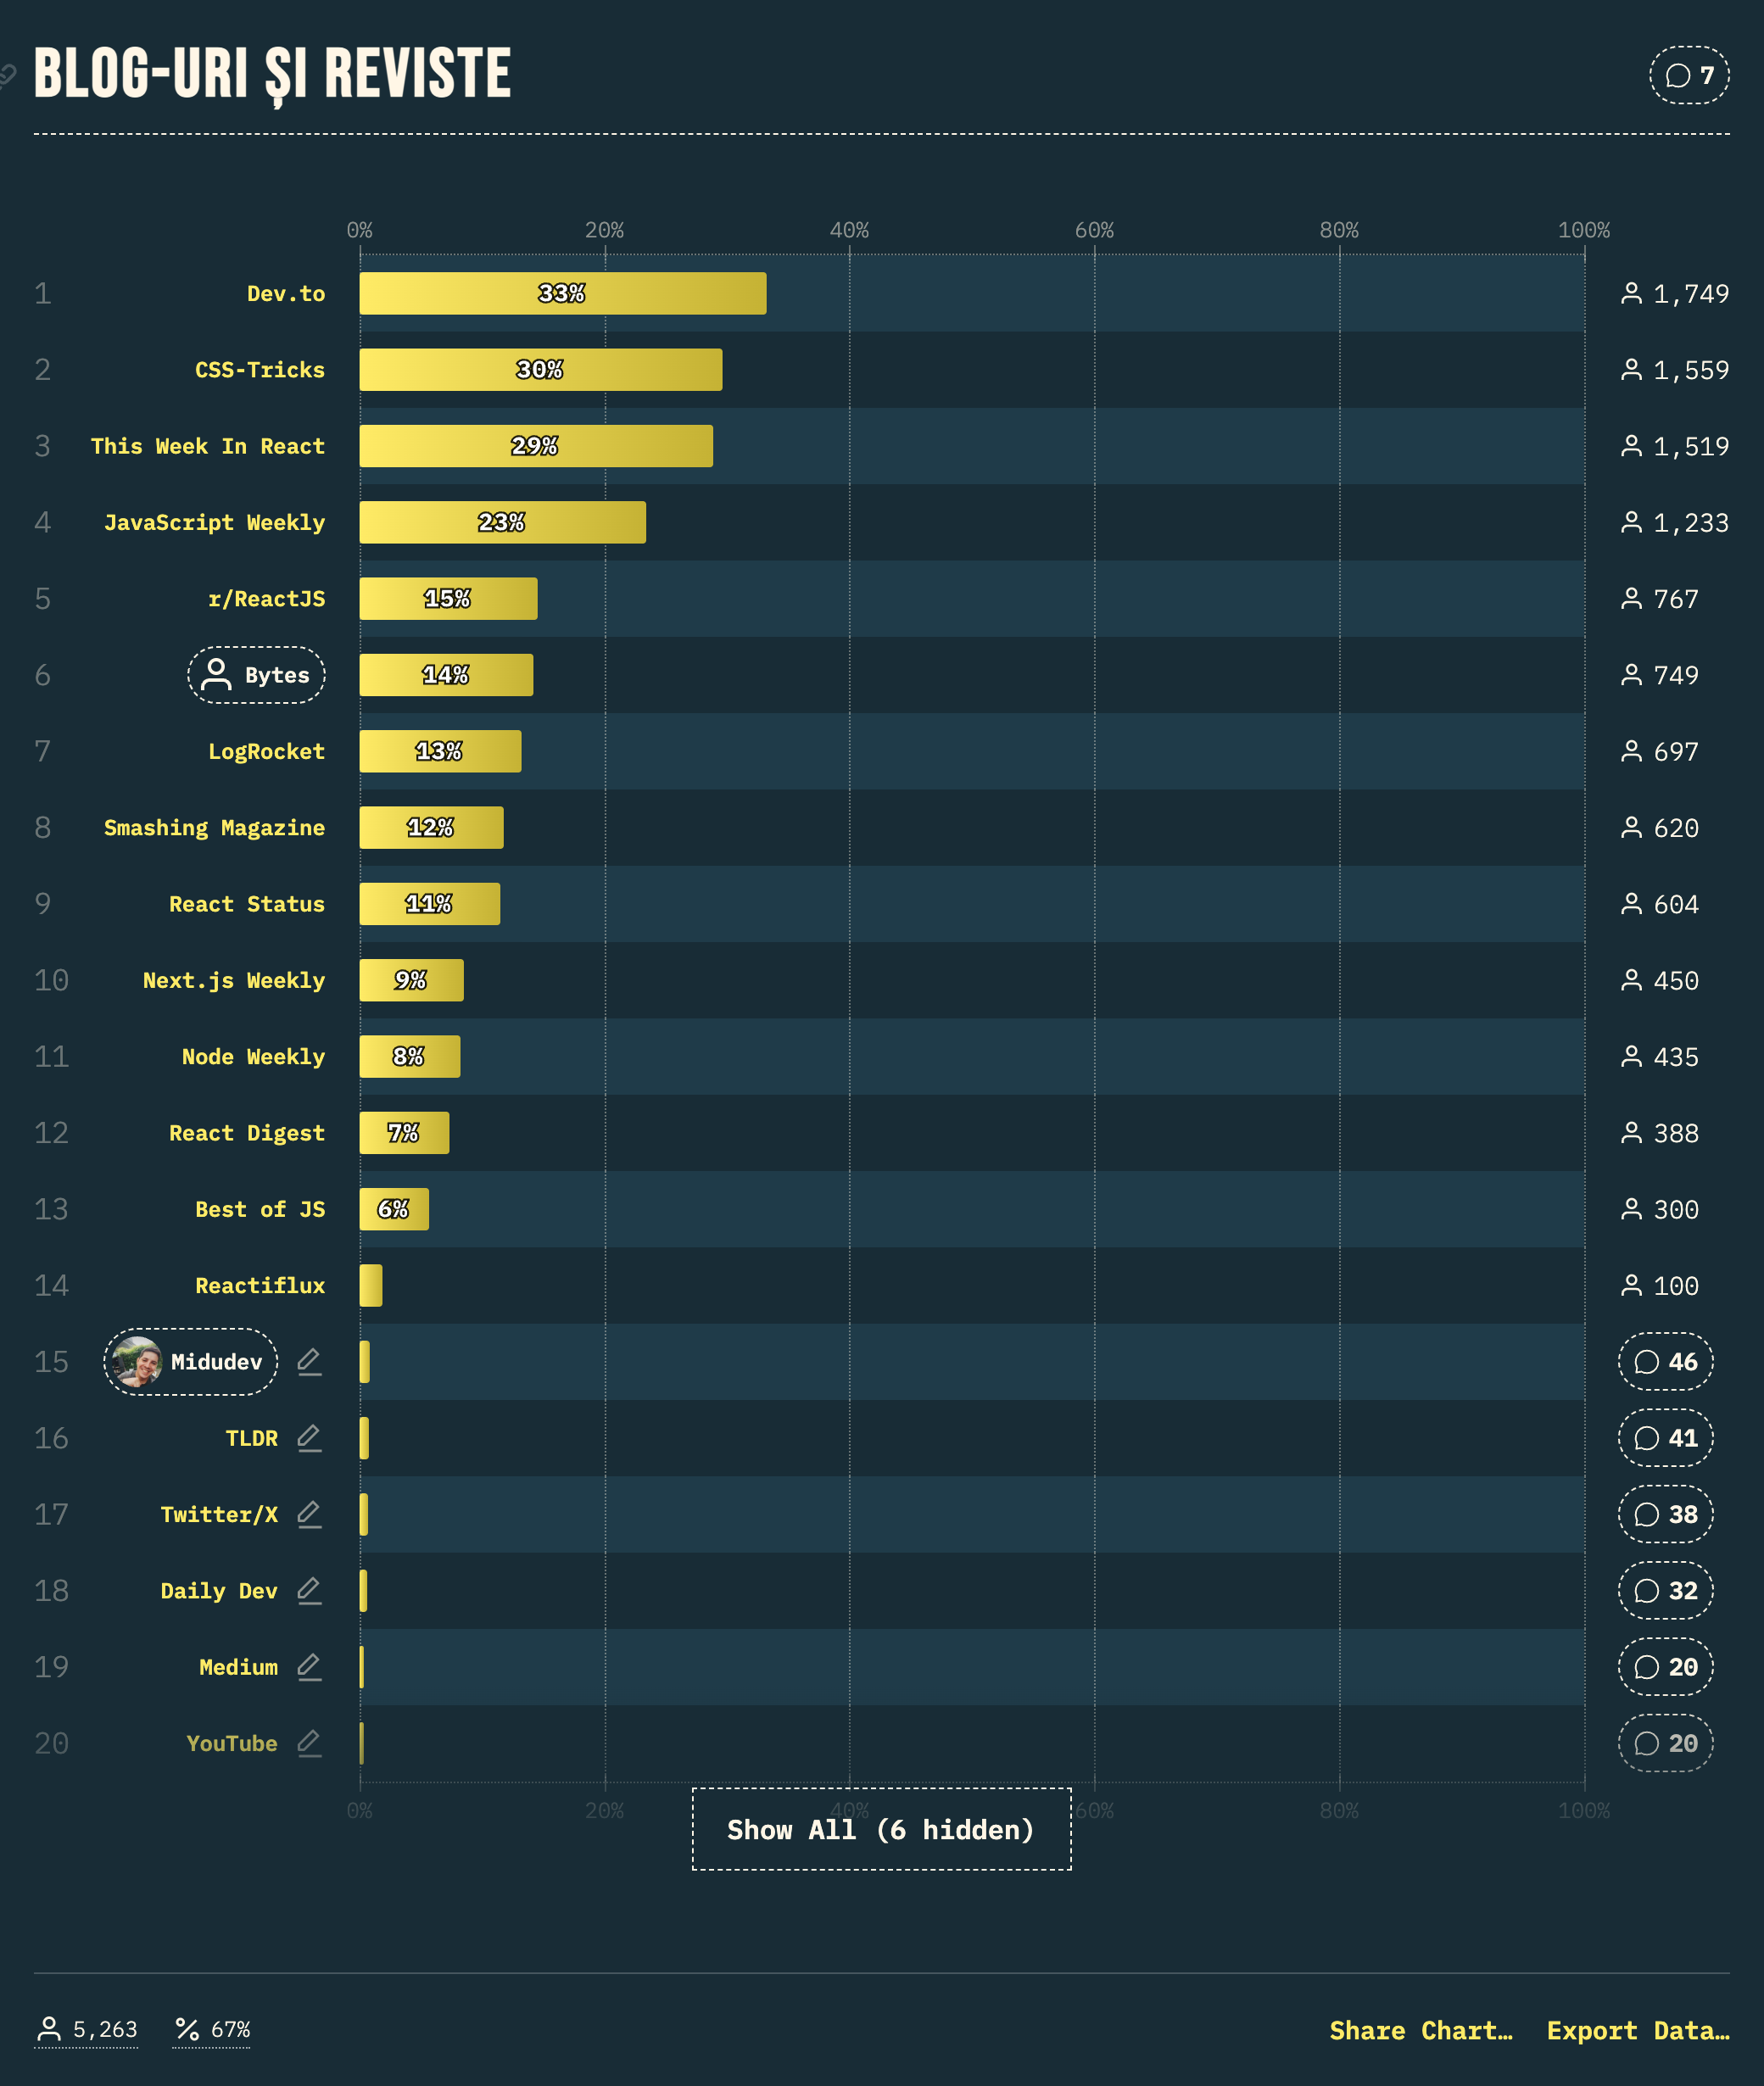 BLOG-URI ȘI REVISTE
7
0% 20% 40% 60% 80% 100%
1 Dev.to 33% 1,749
2 CSS-Tricks 30% 1,559
3 This Week In React 29% 1,519
4 JavaScript Weekly 23% 1,233
5 r/ReactJS 15% 767
6 Bytes 14% 749
7 LogRocket 13% 697
8 Smashing Magazine 12% 620
9 React Status 11% 604
10 Next.js Weekly 9% 450
11 Node Weekly 8% 435
12 React Digest 7% 388
13 Best of JS 6% 300
14 Reactiflux 100
15 Midudev 46
16 TLDR 41
17 Twitter/X 38
18 Daily Dev 32
19 Medium 20
20 YouTube 20
0% 20% 40% 60% 80% 100%
Show All (6 hidden)
5,263 67% Share Chart… Export Data…